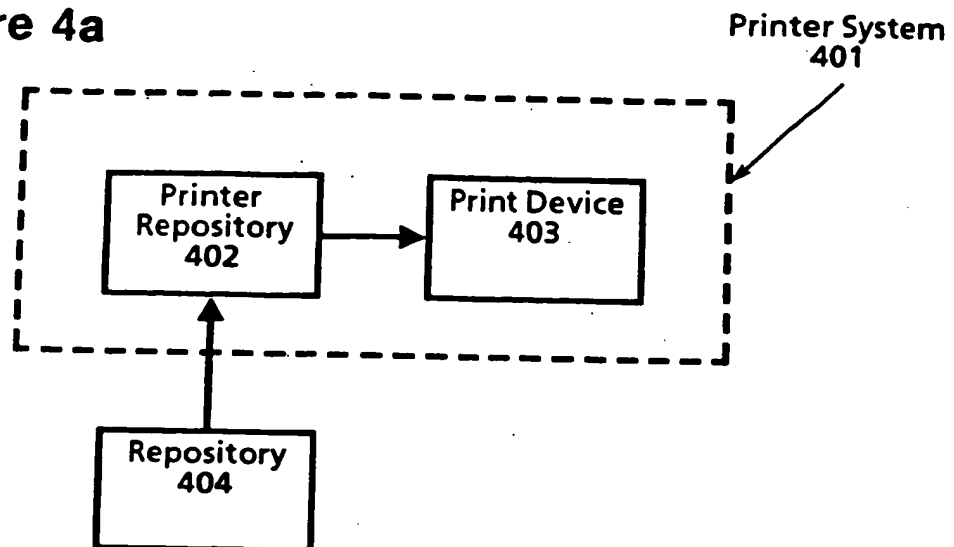 re 4a
Printer System
401
Printer
Repository
402
Print Device
403
Repository
404